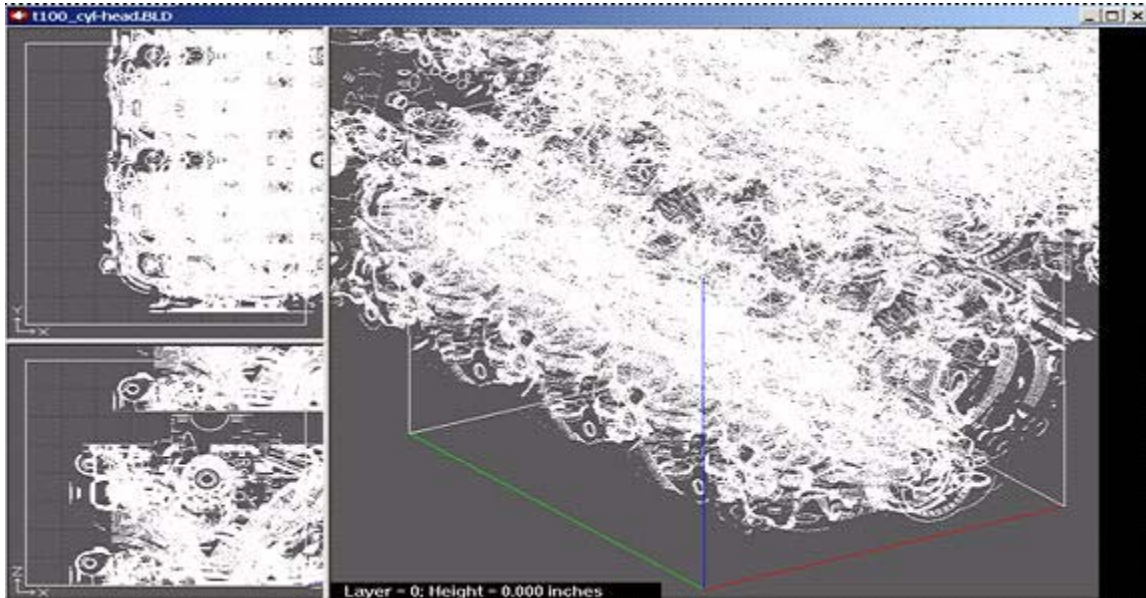 t100_cyl-head.BLD
Y
X
Z
X
Layer = 0; Height = 0.000 inches